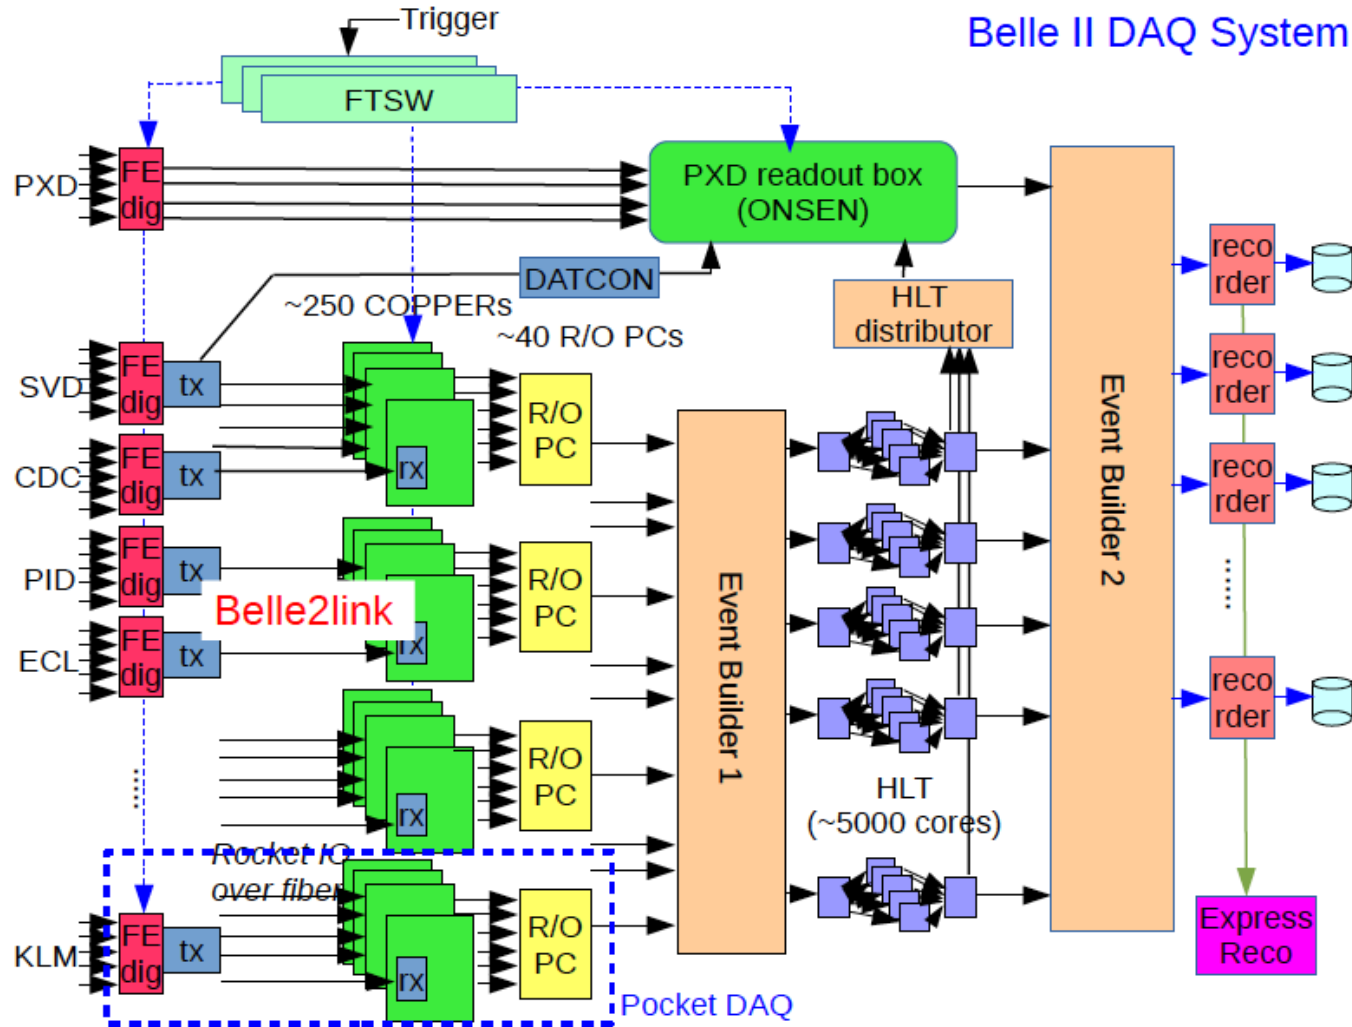 Trigger
Belle II DAQ System
FTSW
PXD
FE
dig
PXD readout box
(ONSEN)
DATCON
~250 COPPERs
~40 R/O PCs
HLT
distributor
reco
rder
SVD
FE
dig
tx
R/O
PC
rx
reco
rder
CDC
FE
dig
tx
reco
rder
PID
FE
dig
tx
R/O
PC
Belle2link
rx
ECL
FE
dig
tx
Event Builder 1
Event Builder 2
......
reco
rder
.....
rx
R/O
PC
HLT
(~5000 cores)
Rocket IO
over fiber
KLM
FE
dig
tx
rx
R/O
PC
Pocket DAQ
Express
Reco